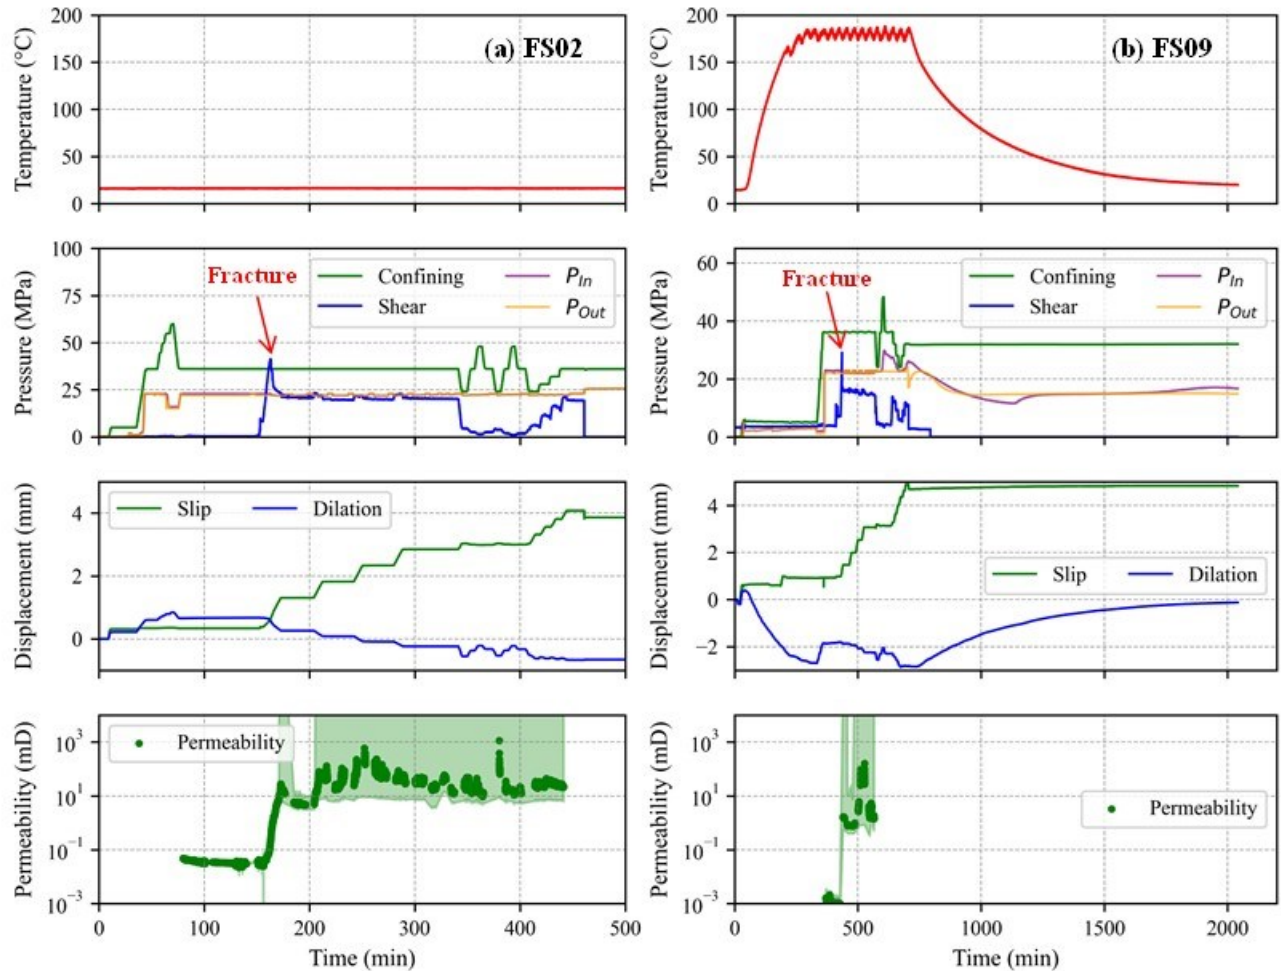 (a) FS02
Temperature (°C)
200
150
100
50
0
(b) FS09
Temperature (°C)
200
150
100
50
0
Fracture
Confining
Shear
P_In
P_Out
Pressure (MPa)
100
75
50
25
0
Fracture
Confining
Shear
P_In
P_Out
Pressure (MPa)
60
40
20
0
Slip
Dilation
Displacement (mm)
4
2
0
Slip
Dilation
Displacement (mm)
4
2
0
−2
Permeability
Permeability (mD)
10^3
10^1
10^−1
10^−3
0 100 200 300 400 500
Time (min)
Permeability
Permeability (mD)
10^3
10^1
10^−1
10^−3
0 500 1000 1500 2000
Time (min)